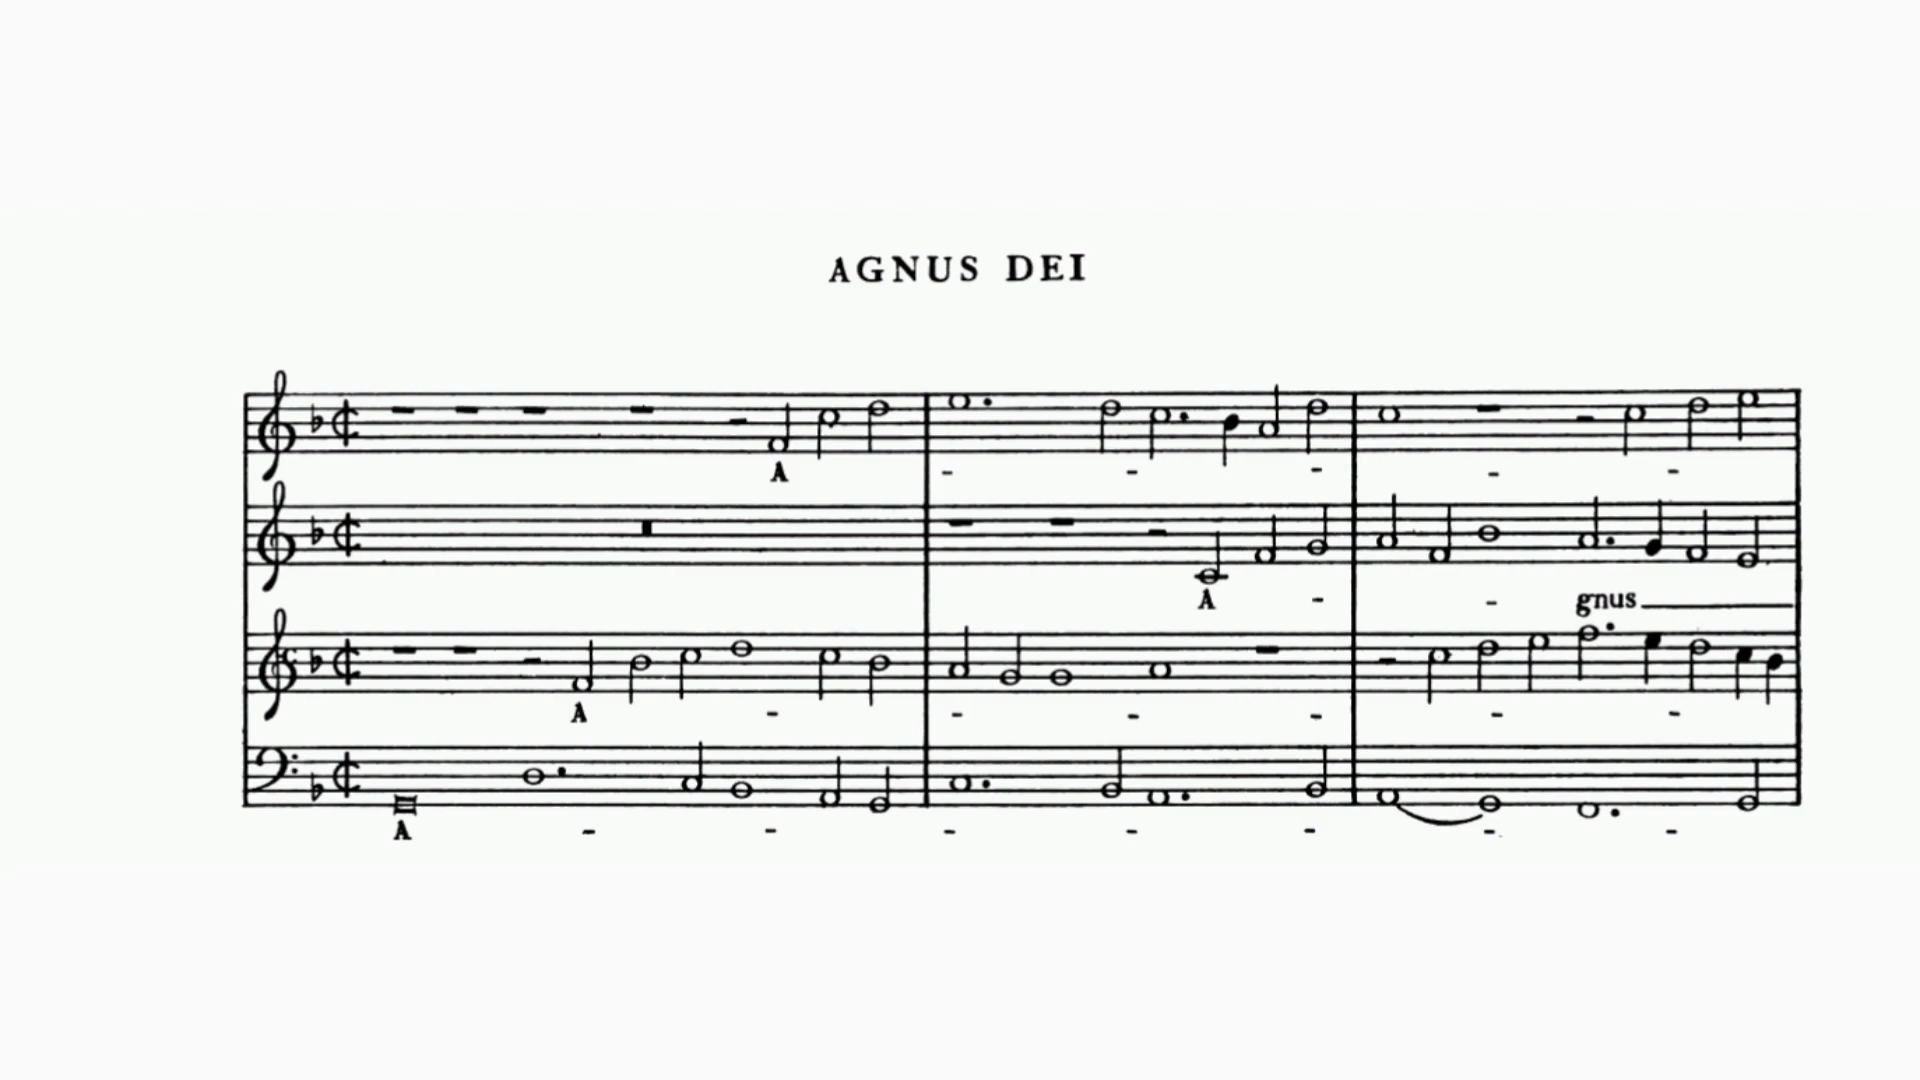 AGNUS DEI
A - - -
A - - gnus
A - - - - - -
A - - - - - - - -